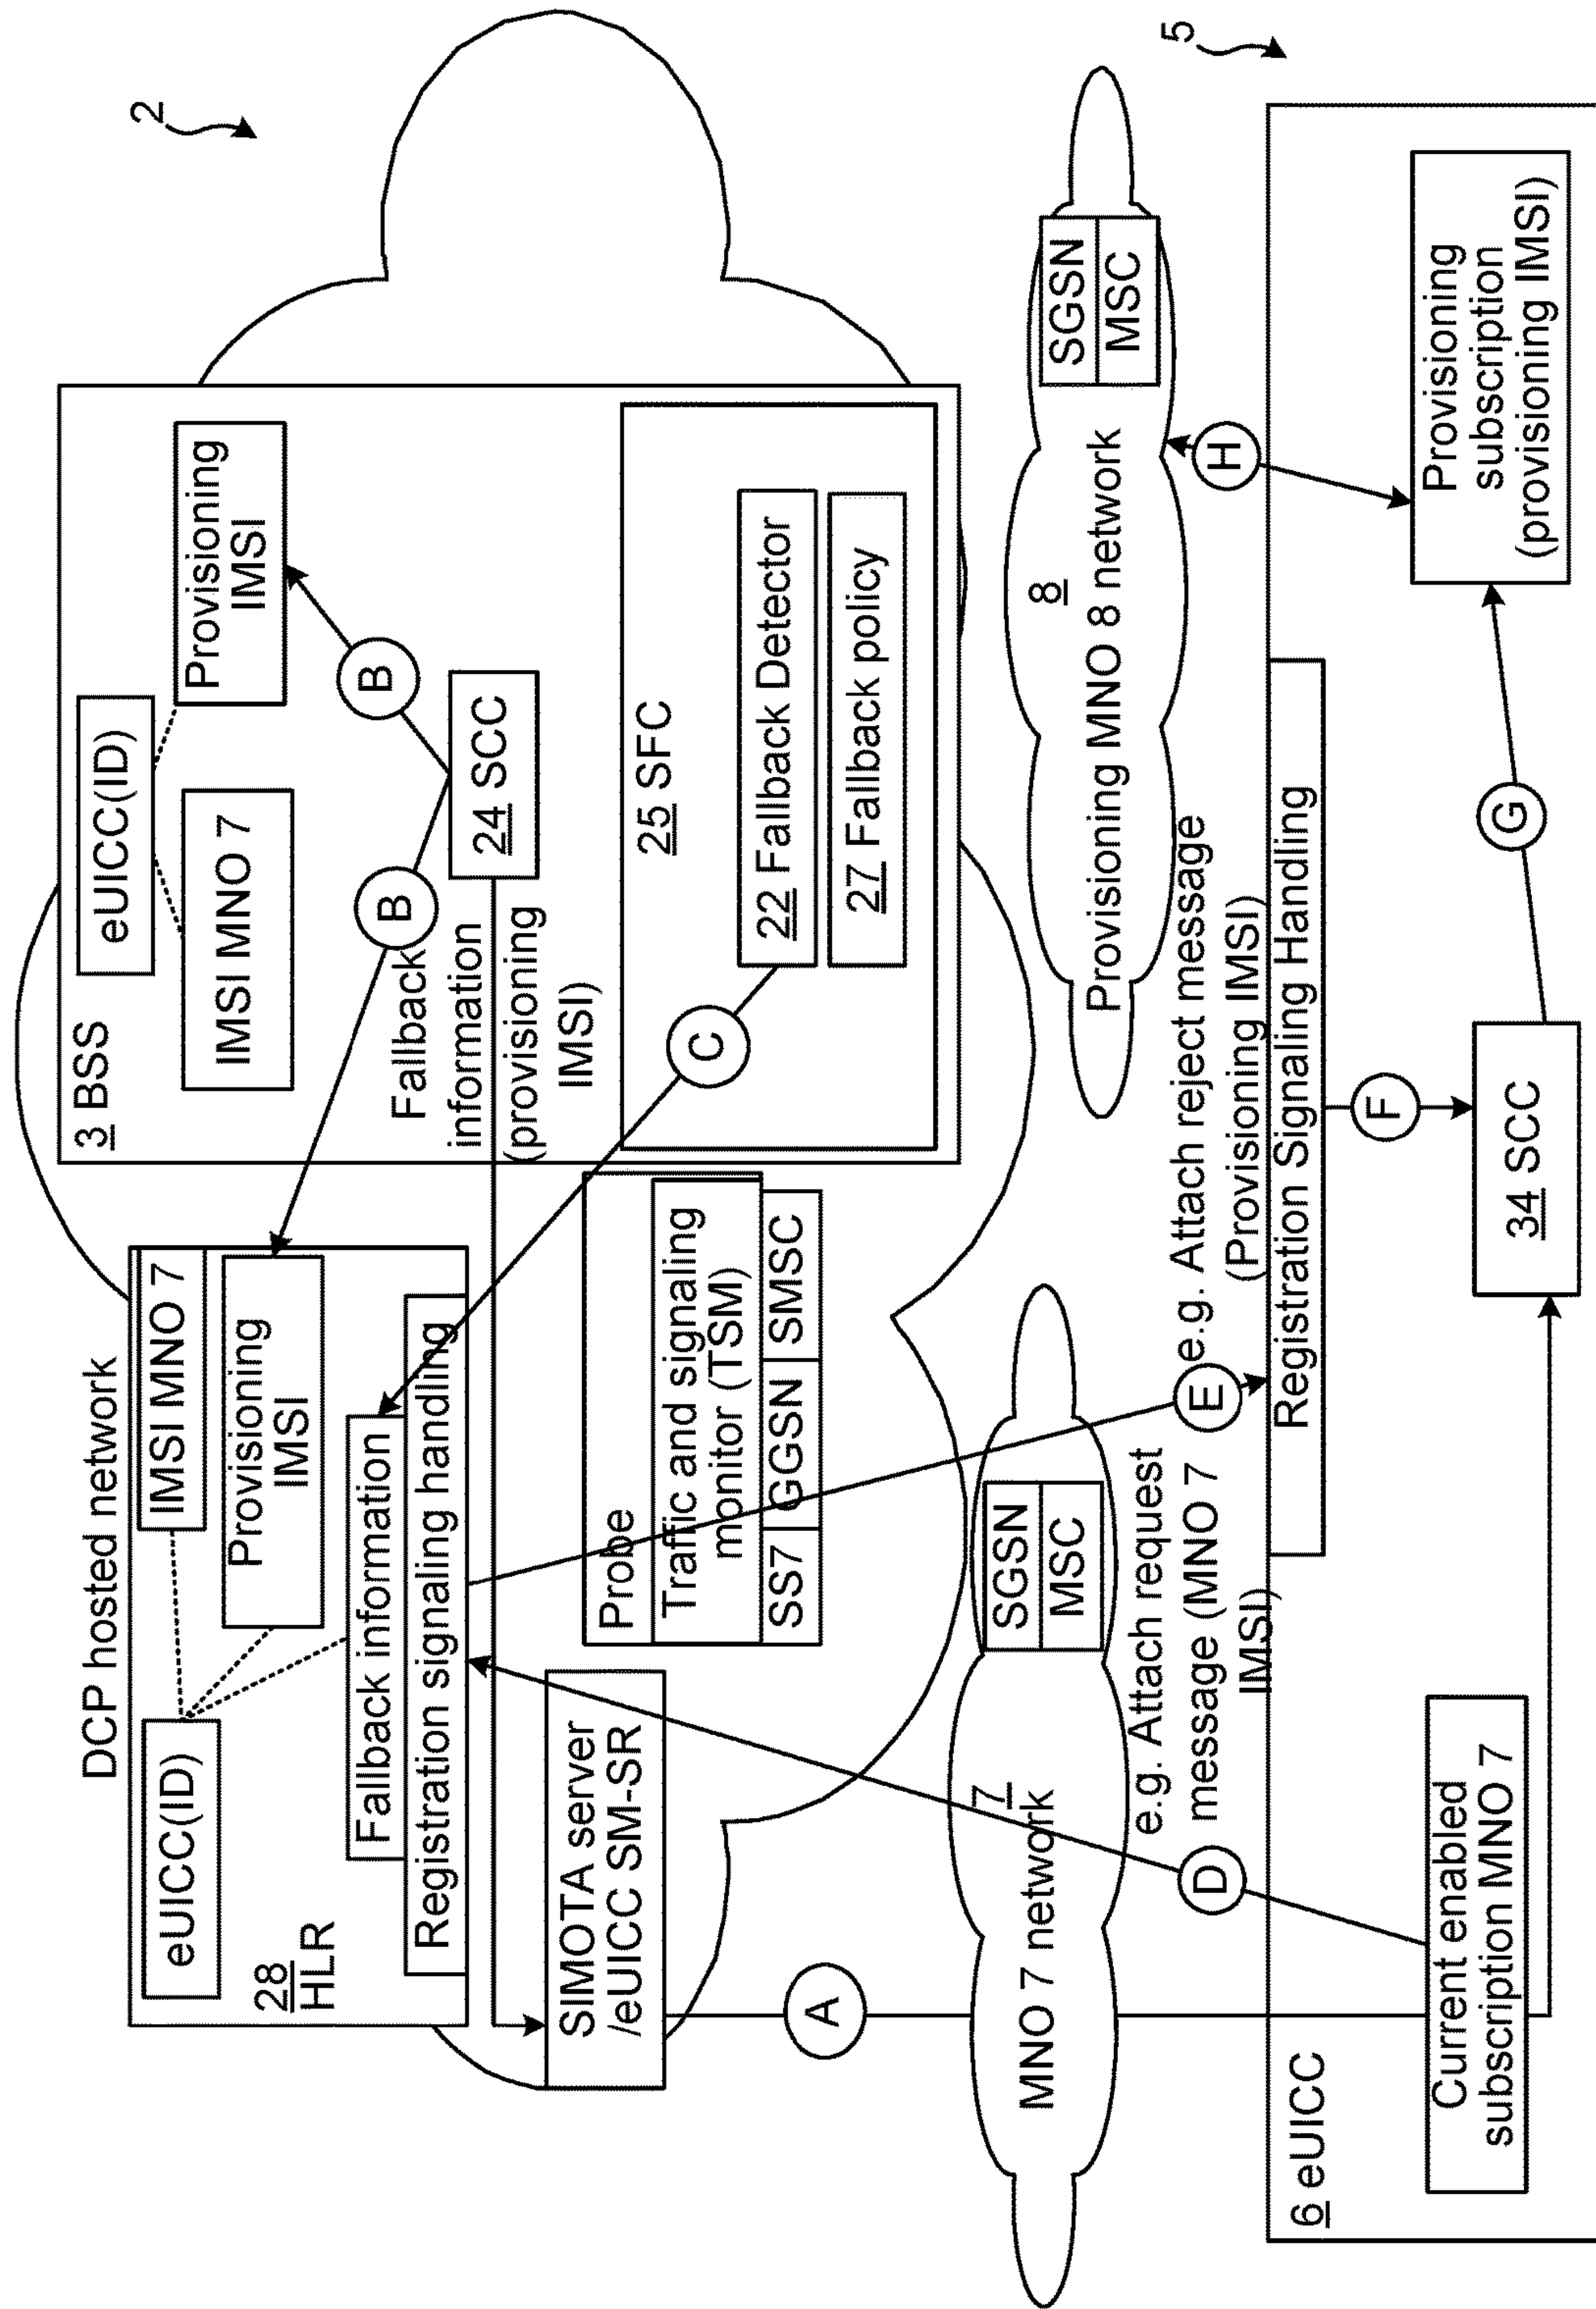 2
DCP hosted network
eUICC(ID)
IMSI MNO 7
Provisioning
IMSI
Fallback information
Registration signaling handling
28
HLR
3 BSS
eUICC(ID)
IMSI MNO 7
Provisioning
IMSI
B
B
24 SCC
Fallback
information
(provisioning
IMSI)
25 SFC
22 Fallback Detector
27 Fallback policy
C
SIMOTA server
/eUICC SM-SR
Probe
Traffic and signaling
monitor (TSM)
SS7
GGSN
SMSC
A
7
MNO 7 network
SGSN
MSC
8
Provisioning MNO 8 network
SGSN
MSC
5
D
e.g. Attach request
message (MNO 7
IMSI)
E
e.g. Attach reject message
(Provisioning IMSI)
H
6 eUICC
Registration Signaling Handling
Current enabled
subscription MNO 7
F
34 SCC
G
Provisioning
subscription
(provisioning IMSI)